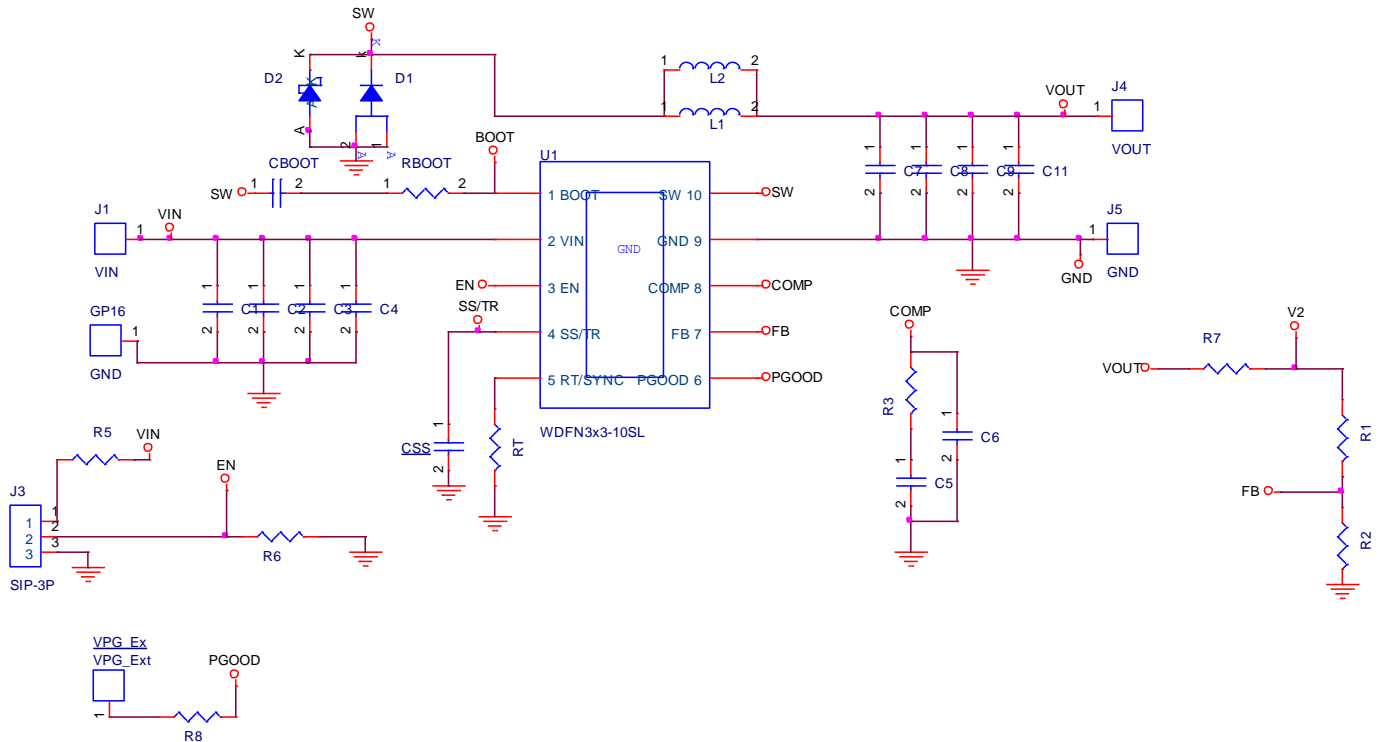 SW
K
K
K
D2
D1
A
K
A
2
1
A
1
2
L2
1
2
L1
VOUT
J4
1
VOUT
1
1
1
1
C7
C8
C9
C11
2
2
2
2
J5
1
GND
GND
CBOOT
RBOOT
BOOT
SW
1
2
1
2
U1
1 BOOT
SW 10
SW
2 VIN
GND 9
GND
3 EN
COMP 8
COMP
4 SS/TR
FB 7
FB
5 RT/SYNC
PGOOD 6
PGOOD
WDFN3x3-10SL
J1
VIN
1
VIN
EN
SS/TR
1
1
1
1
C1
C2
C3
C4
2
2
2
2
GP16
1
GND
1
CSS
2
RT
COMP
R3
1
C6
2
1
C5
2
V2
R7
VOUT
R1
FB
R2
R5
VIN
EN
J3
1
2
3
1
2
3
R6
SIP-3P
VPG_Ex
VPG_Ext
PGOOD
1
R8